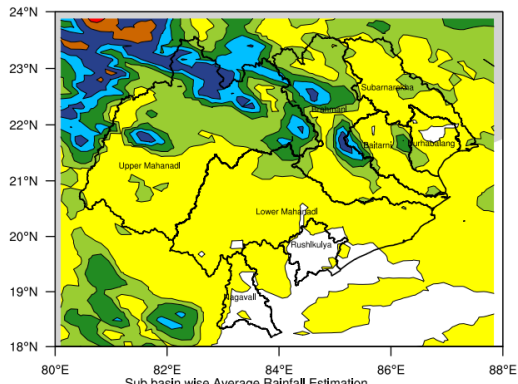 24°N
23°N
Subarnarekha
Brahmani
22°N
Baitarni
Burhabalang
Upper Mahanadi
21°N
Lower Mahanadi
20°N
Rushikulya
19°N
Nagavali
18°N
80°E
82°E
84°E
86°E
88°E
Sub basin wise Average Rainfall Estimation